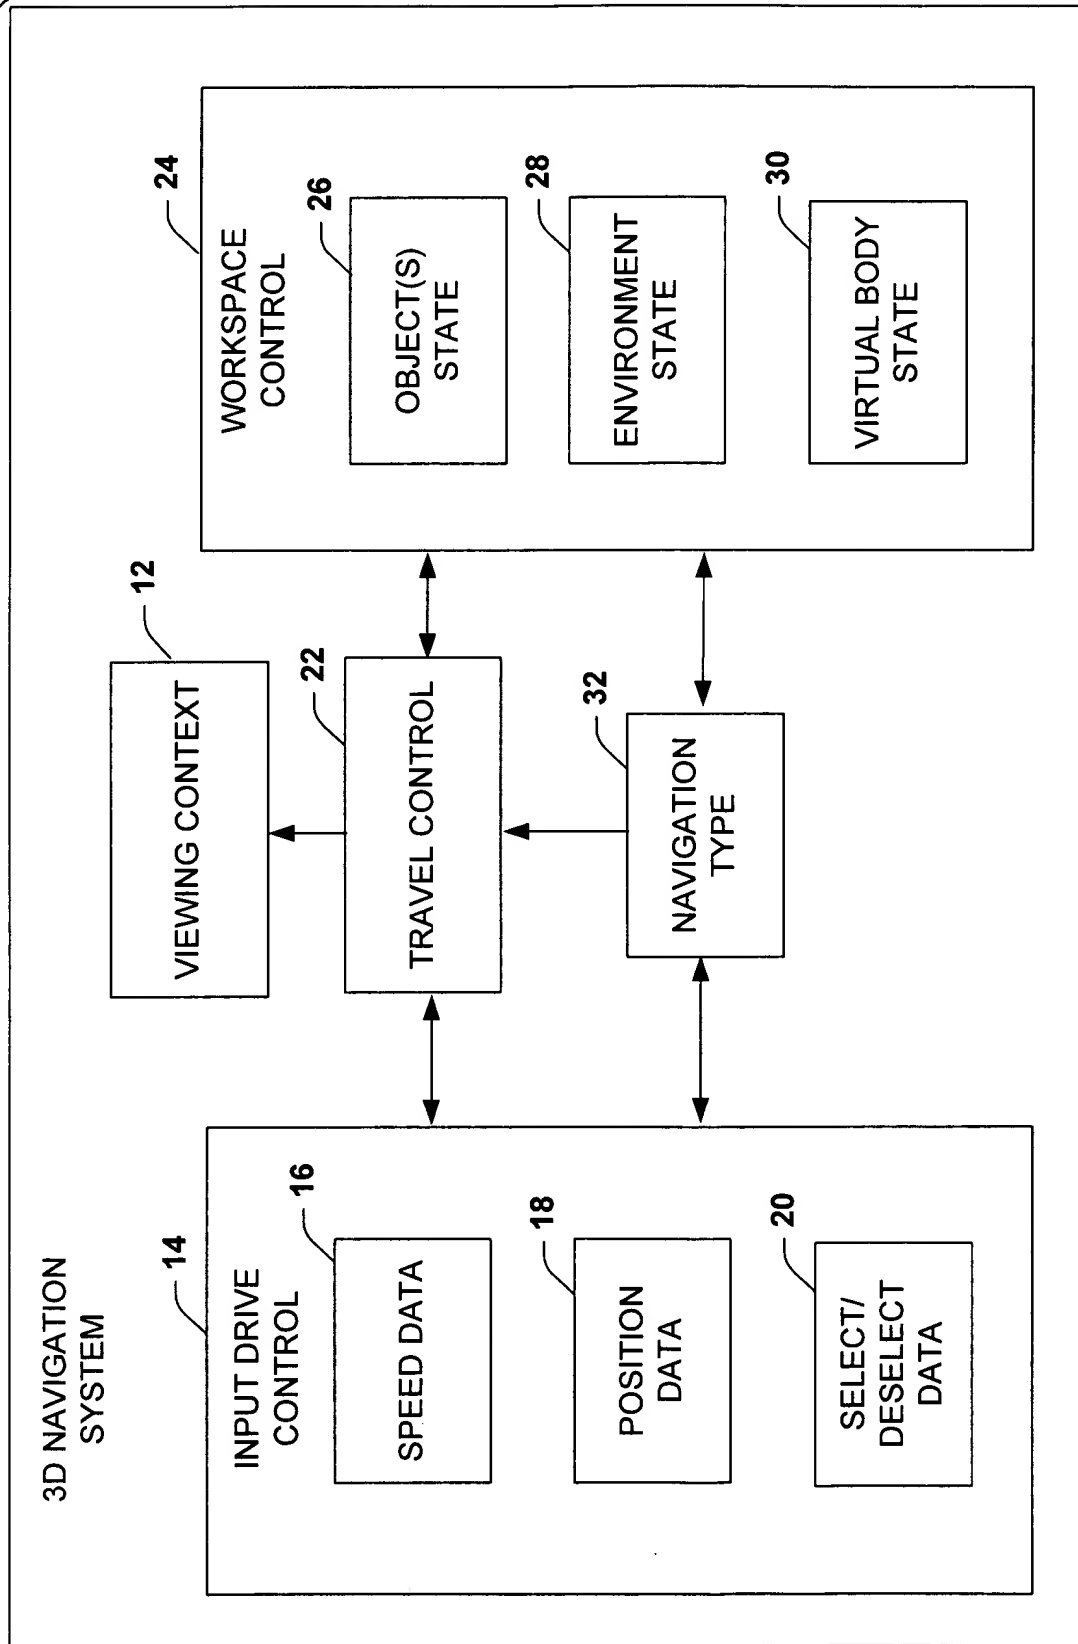 3D NAVIGATION
SYSTEM
14
INPUT DRIVE
CONTROL
16
SPEED DATA
18
POSITION
DATA
20
SELECT/
DESELECT
DATA
12
VIEWING CONTEXT
22
TRAVEL CONTROL
32
NAVIGATION
TYPE
24
WORKSPACE
CONTROL
26
OBJECT(S)
STATE
28
ENVIRONMENT
STATE
30
VIRTUAL BODY
STATE